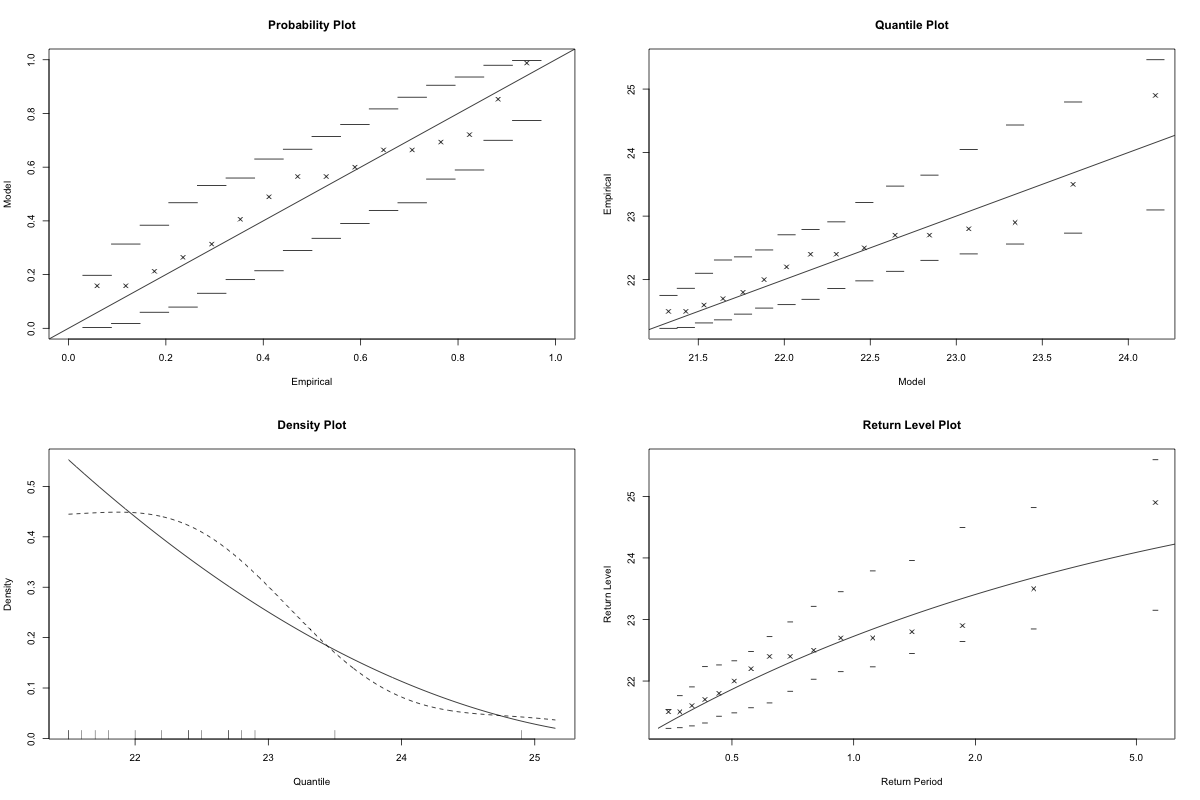 Probability Plot
Model
0.0 0.2 0.4 0.6 0.8 1.0
0.0 0.2 0.4 0.6 0.8 1.0
Empirical
Quantile Plot
Empirical
22 23 24 25
21.5 22.0 22.5 23.0 23.5 24.0
Model
Density Plot
Density
0.0 0.1 0.2 0.3 0.4 0.5
22 23 24 25
Quantile
Return Level Plot
Return Level
22 23 24 25
0.5 1.0 2.0 5.0
Return Period